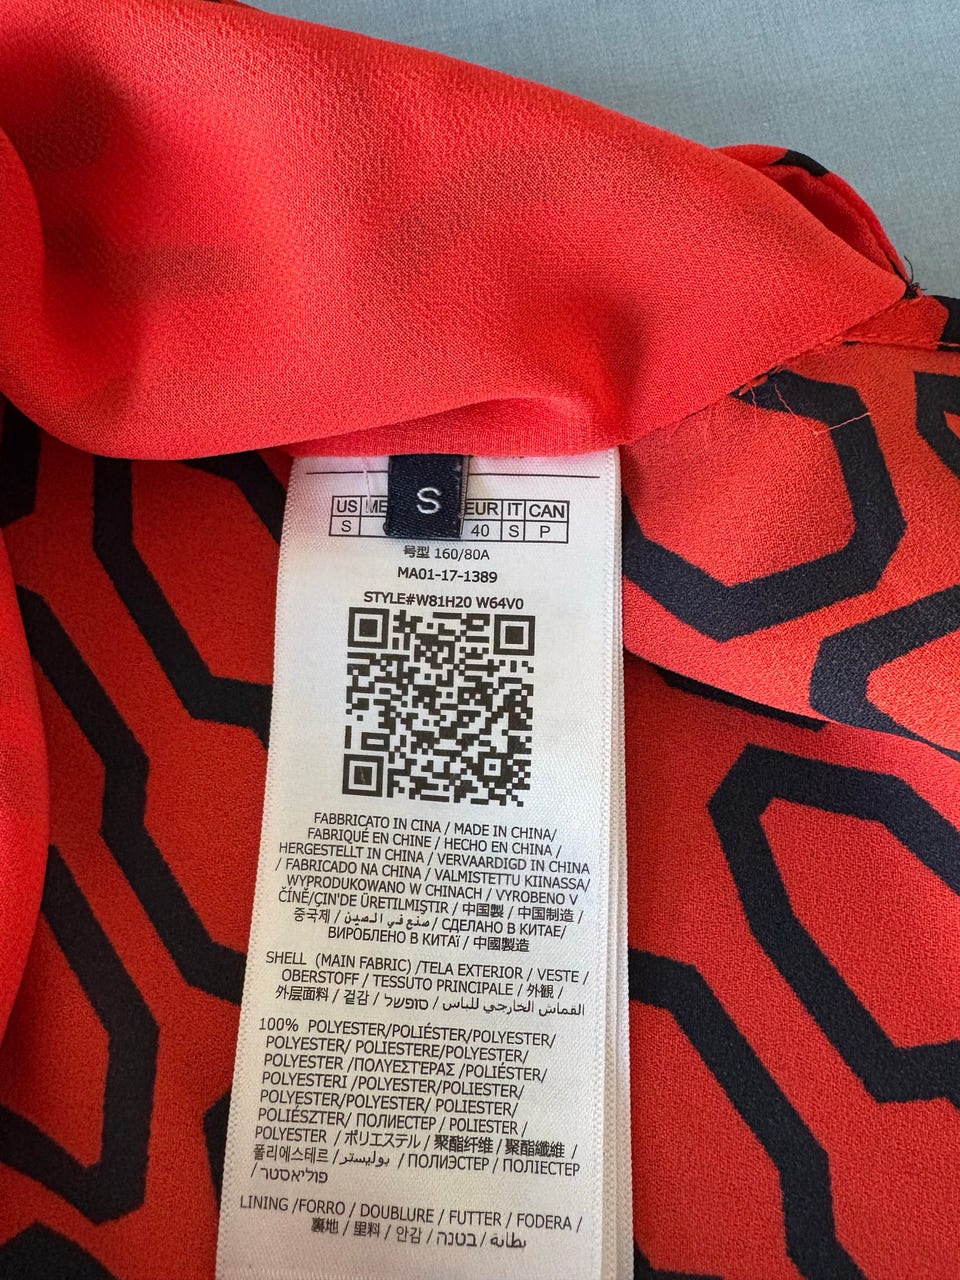 S
US ME EUR IT CAN
S 40 S P
号型 160/80A
MA01-17-1389
STYLE#W81H20 W64V0
FABBRICATO IN CINA / MADE IN CHINA/
FABRIQUÉ EN CHINE / HECHO EN CHINA /
HERGESTELLT IN CHINA / VERVAARDIGD IN CHINA
/ FABRICADO NA CHINA / VALMISTETTU KIINASSA/
WYPRODUKOWANO W CHINACH / VYROBENO V
ČÍNĚ/ÇIN'DE ÜRETILMIŞTIR / 中国製 / 中国制造 /
중국제 / صنع في الصين / СДЕЛАНО В КИТАЕ/
ВИРОБЛЕНО В КИТАЇ / 中國製造
SHELL (MAIN FABRIC) /TELA EXTERIOR / VESTE /
OBERSTOFF / TESSUTO PRINCIPALE / 外観 /
外层面料 / 겉감 / סופשל / القماش الخارجي للباس
100% POLYESTER/POLIÉSTER/POLYESTER/
POLYESTER/ POLIESTERE/POLYESTER/
POLYESTER /ΠΟΛΥΕΣΤΕΡΑΣ /POLIÉSTER/
POLYESTERI /POLYESTER/POLIESTER/
POLYESTER/POLYESTER/ POLIESTER/
POLIÉSZTER/ ПОЛИЕСТЕР / POLIESTER /
POLYESTER / ポリエステル / 聚酯纤维 / 聚酯纖維 /
폴리에스테르 / بوليستر / ПОЛИЭСТЕР / ПОЛІЕСТЕР
/ פוליאסטר
LINING /FORRO / DOUBLURE / FUTTER / FODERA /
裏地 / 里料 / 안감 / בטנה / بطانة